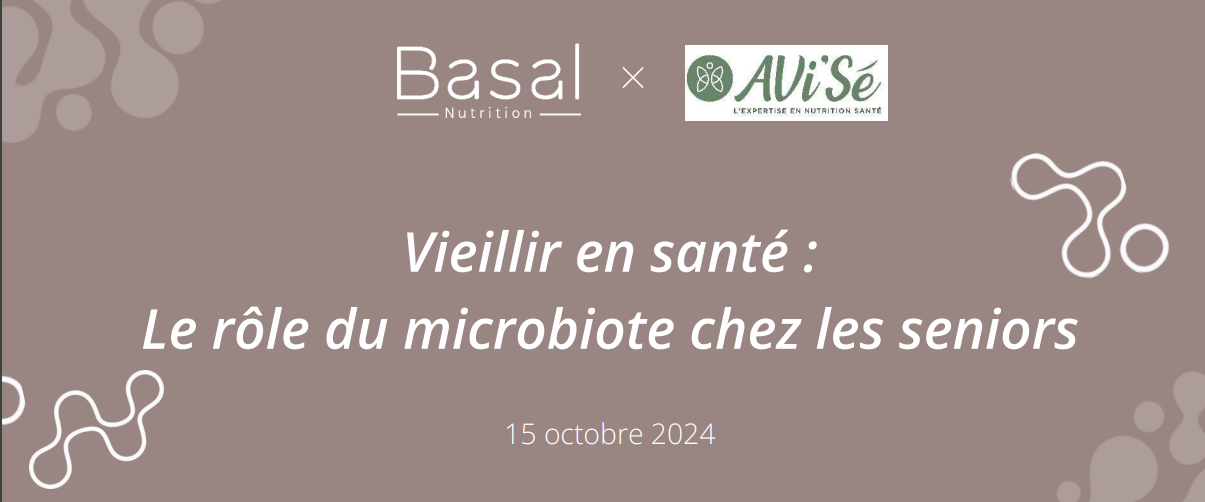 Basal
Nutrition
×
AVi'Sé
L'EXPERTISE EN NUTRITION SANTÉ
Vieillir en santé :
Le rôle du microbiote chez les seniors
15 octobre 2024